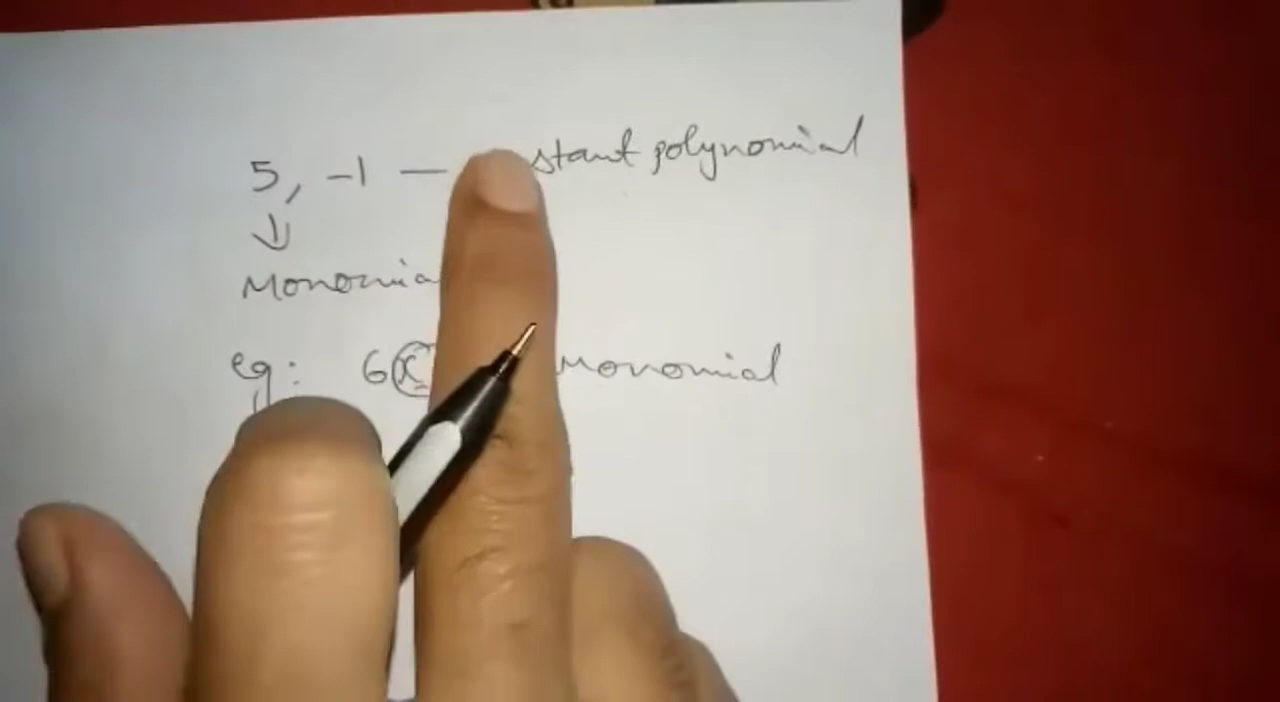 5, -1 — stant polynomial
↓
Monomia
eg: 6x Monomial